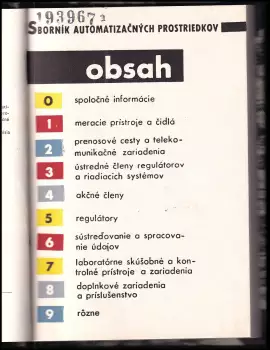 193967₂
SBORNÍK AUTOMATIZAČNÝCH PROSTRIEDKOV
obsah
0 spoločné informácie
1 meracie prístroje a čidlá
2 prenosové cesty a teleko-
munikačné zariadenia
3 ústredné členy regulátorov
a riadiacich systémov
4 akčné členy
5 regulátory
6 sústreďovanie a spracova-
nie údajov
7 laboratórne skúšobné a kon-
trolné prístroje a zariadenia
8 doplnkové zariadenia
a príslušenstvo
9 rôzne